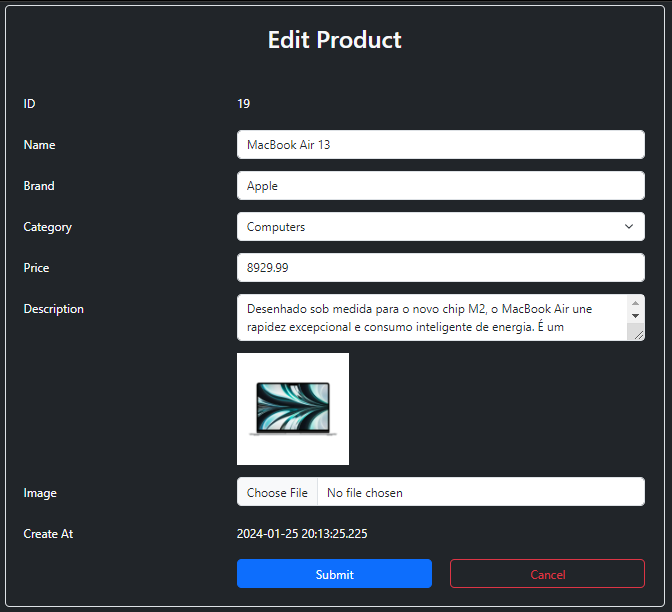 Edit Product
ID 19
Name MacBook Air 13
Brand Apple
Category Computers
Price 8929.99
Description Desenhado sob medida para o novo chip M2, o MacBook Air une
rapidez excepcional e consumo inteligente de energia. É um
Image Choose File No file chosen
Create At 2024-01-25 20:13:25.225
Submit Cancel